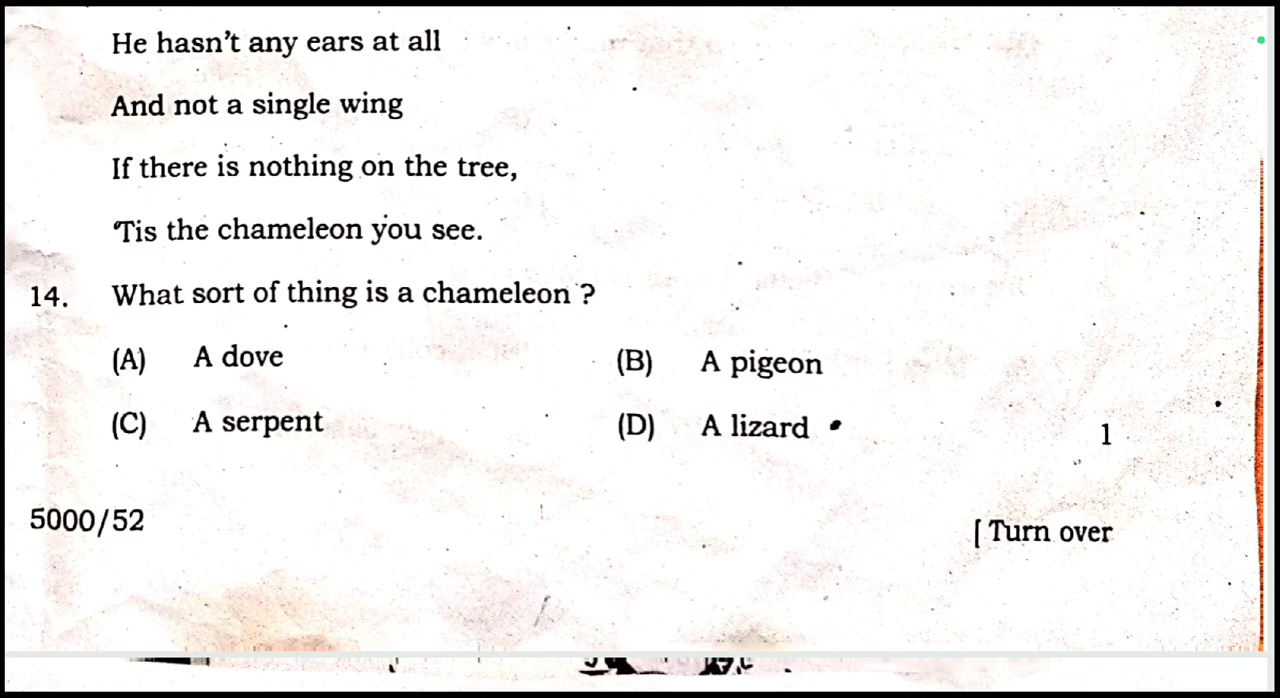 He hasn't any ears at all
And not a single wing
If there is nothing on the tree,
'Tis the chameleon you see.
14. What sort of thing is a chameleon ?
(A) A dove (B) A pigeon
(C) A serpent (D) A lizard
1
5000/52 [ Turn over